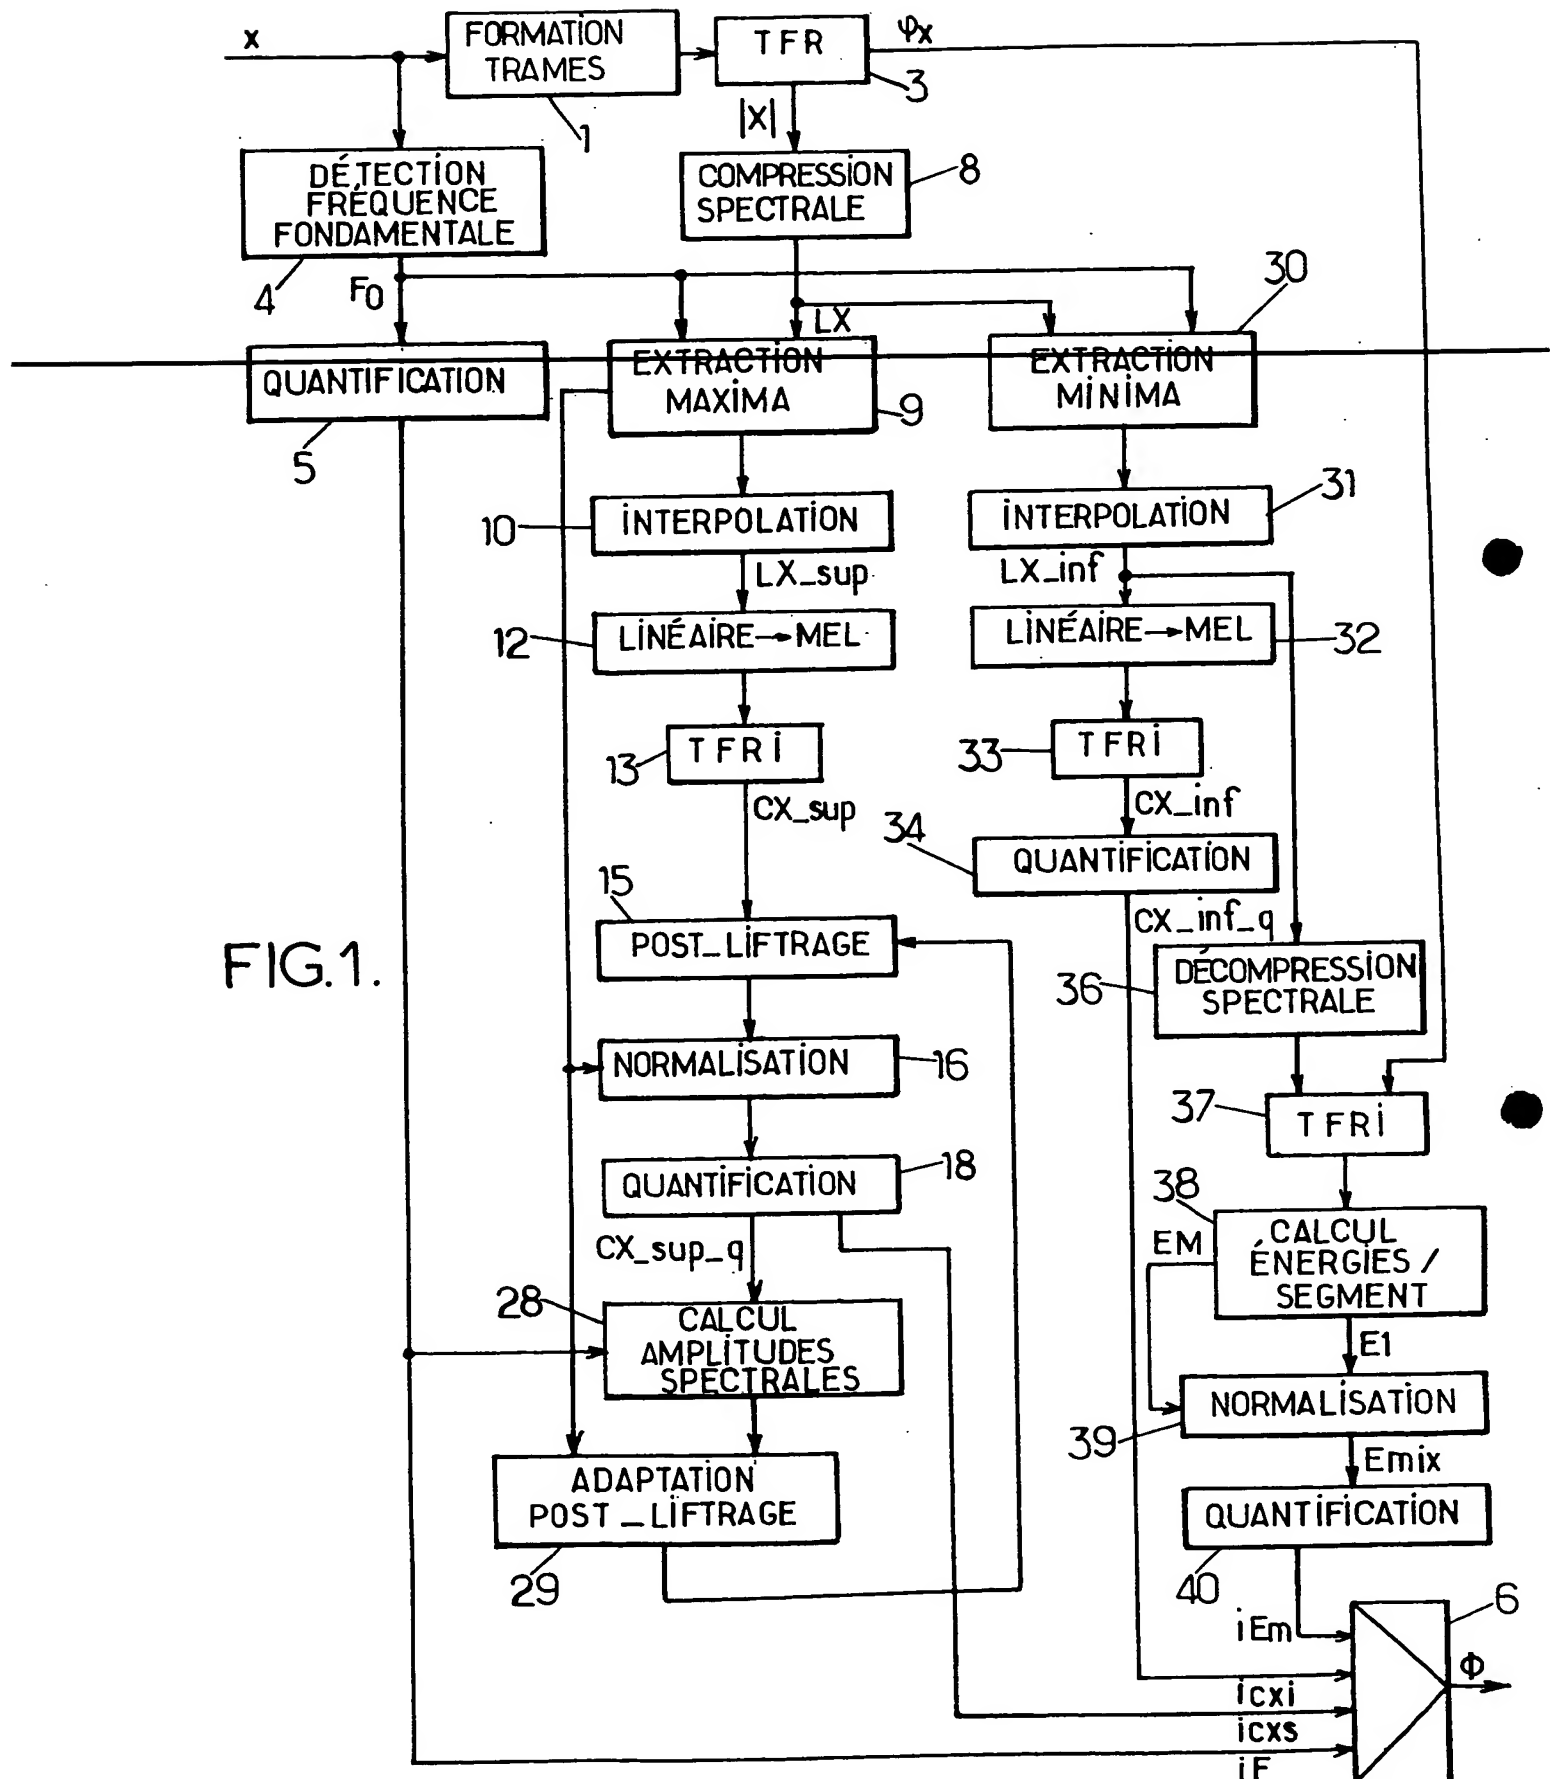 x
FORMATION
TRAMES
1
TFR
φx
3
|X|
DÉTECTION
FRÉQUENCE
FONDAMENTALE
4
COMPRESSION
SPECTRALE
8
F0
LX
30
QUANTIFICATION
5
EXTRACTION
MAXIMA
9
EXTRACTION
MINIMA
10
INTERPOLATION
INTERPOLATION
31
LX_sup
LX_inf
12
LINÉAIRE→MEL
LINÉAIRE→MEL
32
13
TFRI
33
TFRI
CX_sup
CX_inf
34
QUANTIFICATION
15
POST_LIFTRAGE
CX_inf_q
FIG.1.
36
DÉCOMPRESSION
SPECTRALE
NORMALISATION
16
37
TFRI
QUANTIFICATION
18
38
CALCUL
ÉNERGIES /
SEGMENT
EM
CX_sup_q
28
CALCUL
AMPLITUDES
SPECTRALES
E1
NORMALISATION
39
Emix
ADAPTATION
POST_LIFTRAGE
29
QUANTIFICATION
40
6
iEm
Φ
icxi
icxs
iF